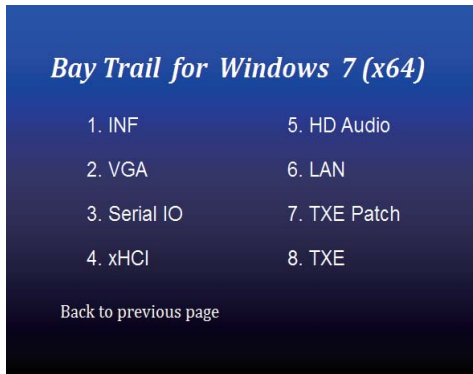 Bay Trail for Windows 7 (x64)
1. INF
2. VGA
3. Serial IO
4. xHCI
5. HD Audio
6. LAN
7. TXE Patch
8. TXE
Back to previous page